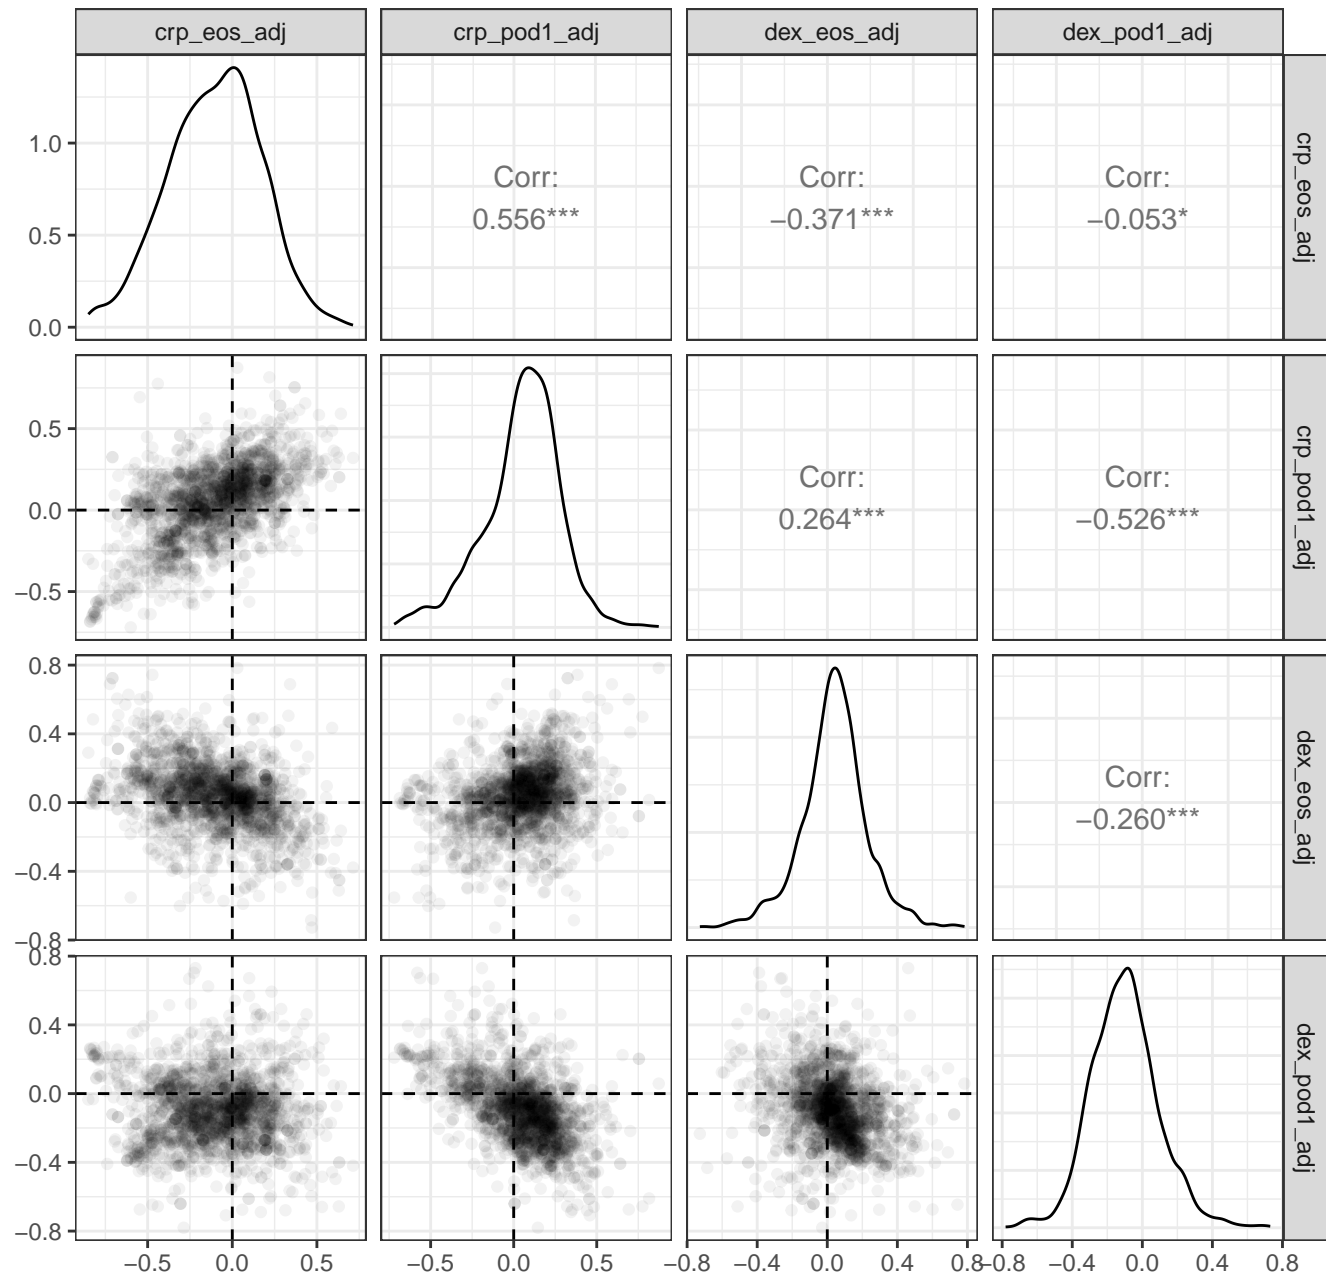 crp_eos_adj crp_pod1_adj dex_eos_adj dex_pod1_adj
1.0
0.5
0.0
Corr:
0.556***
Corr:
−0.371***
Corr:
−0.053*
crp_eos_adj
0.5
0.0
−0.5
Corr:
0.264***
Corr:
−0.526***
crp_pod1_adj
0.8
0.4
0.0
−0.4
−0.8
Corr:
−0.260***
dex_eos_adj
0.8
0.4
0.0
−0.4
−0.8
dex_pod1_adj
−0.5 0.0 0.5 −0.5 0.0 0.5 −0.8 −0.4 0.0 0.4 0.8 −0.8 −0.4 0.0 0.4 0.8